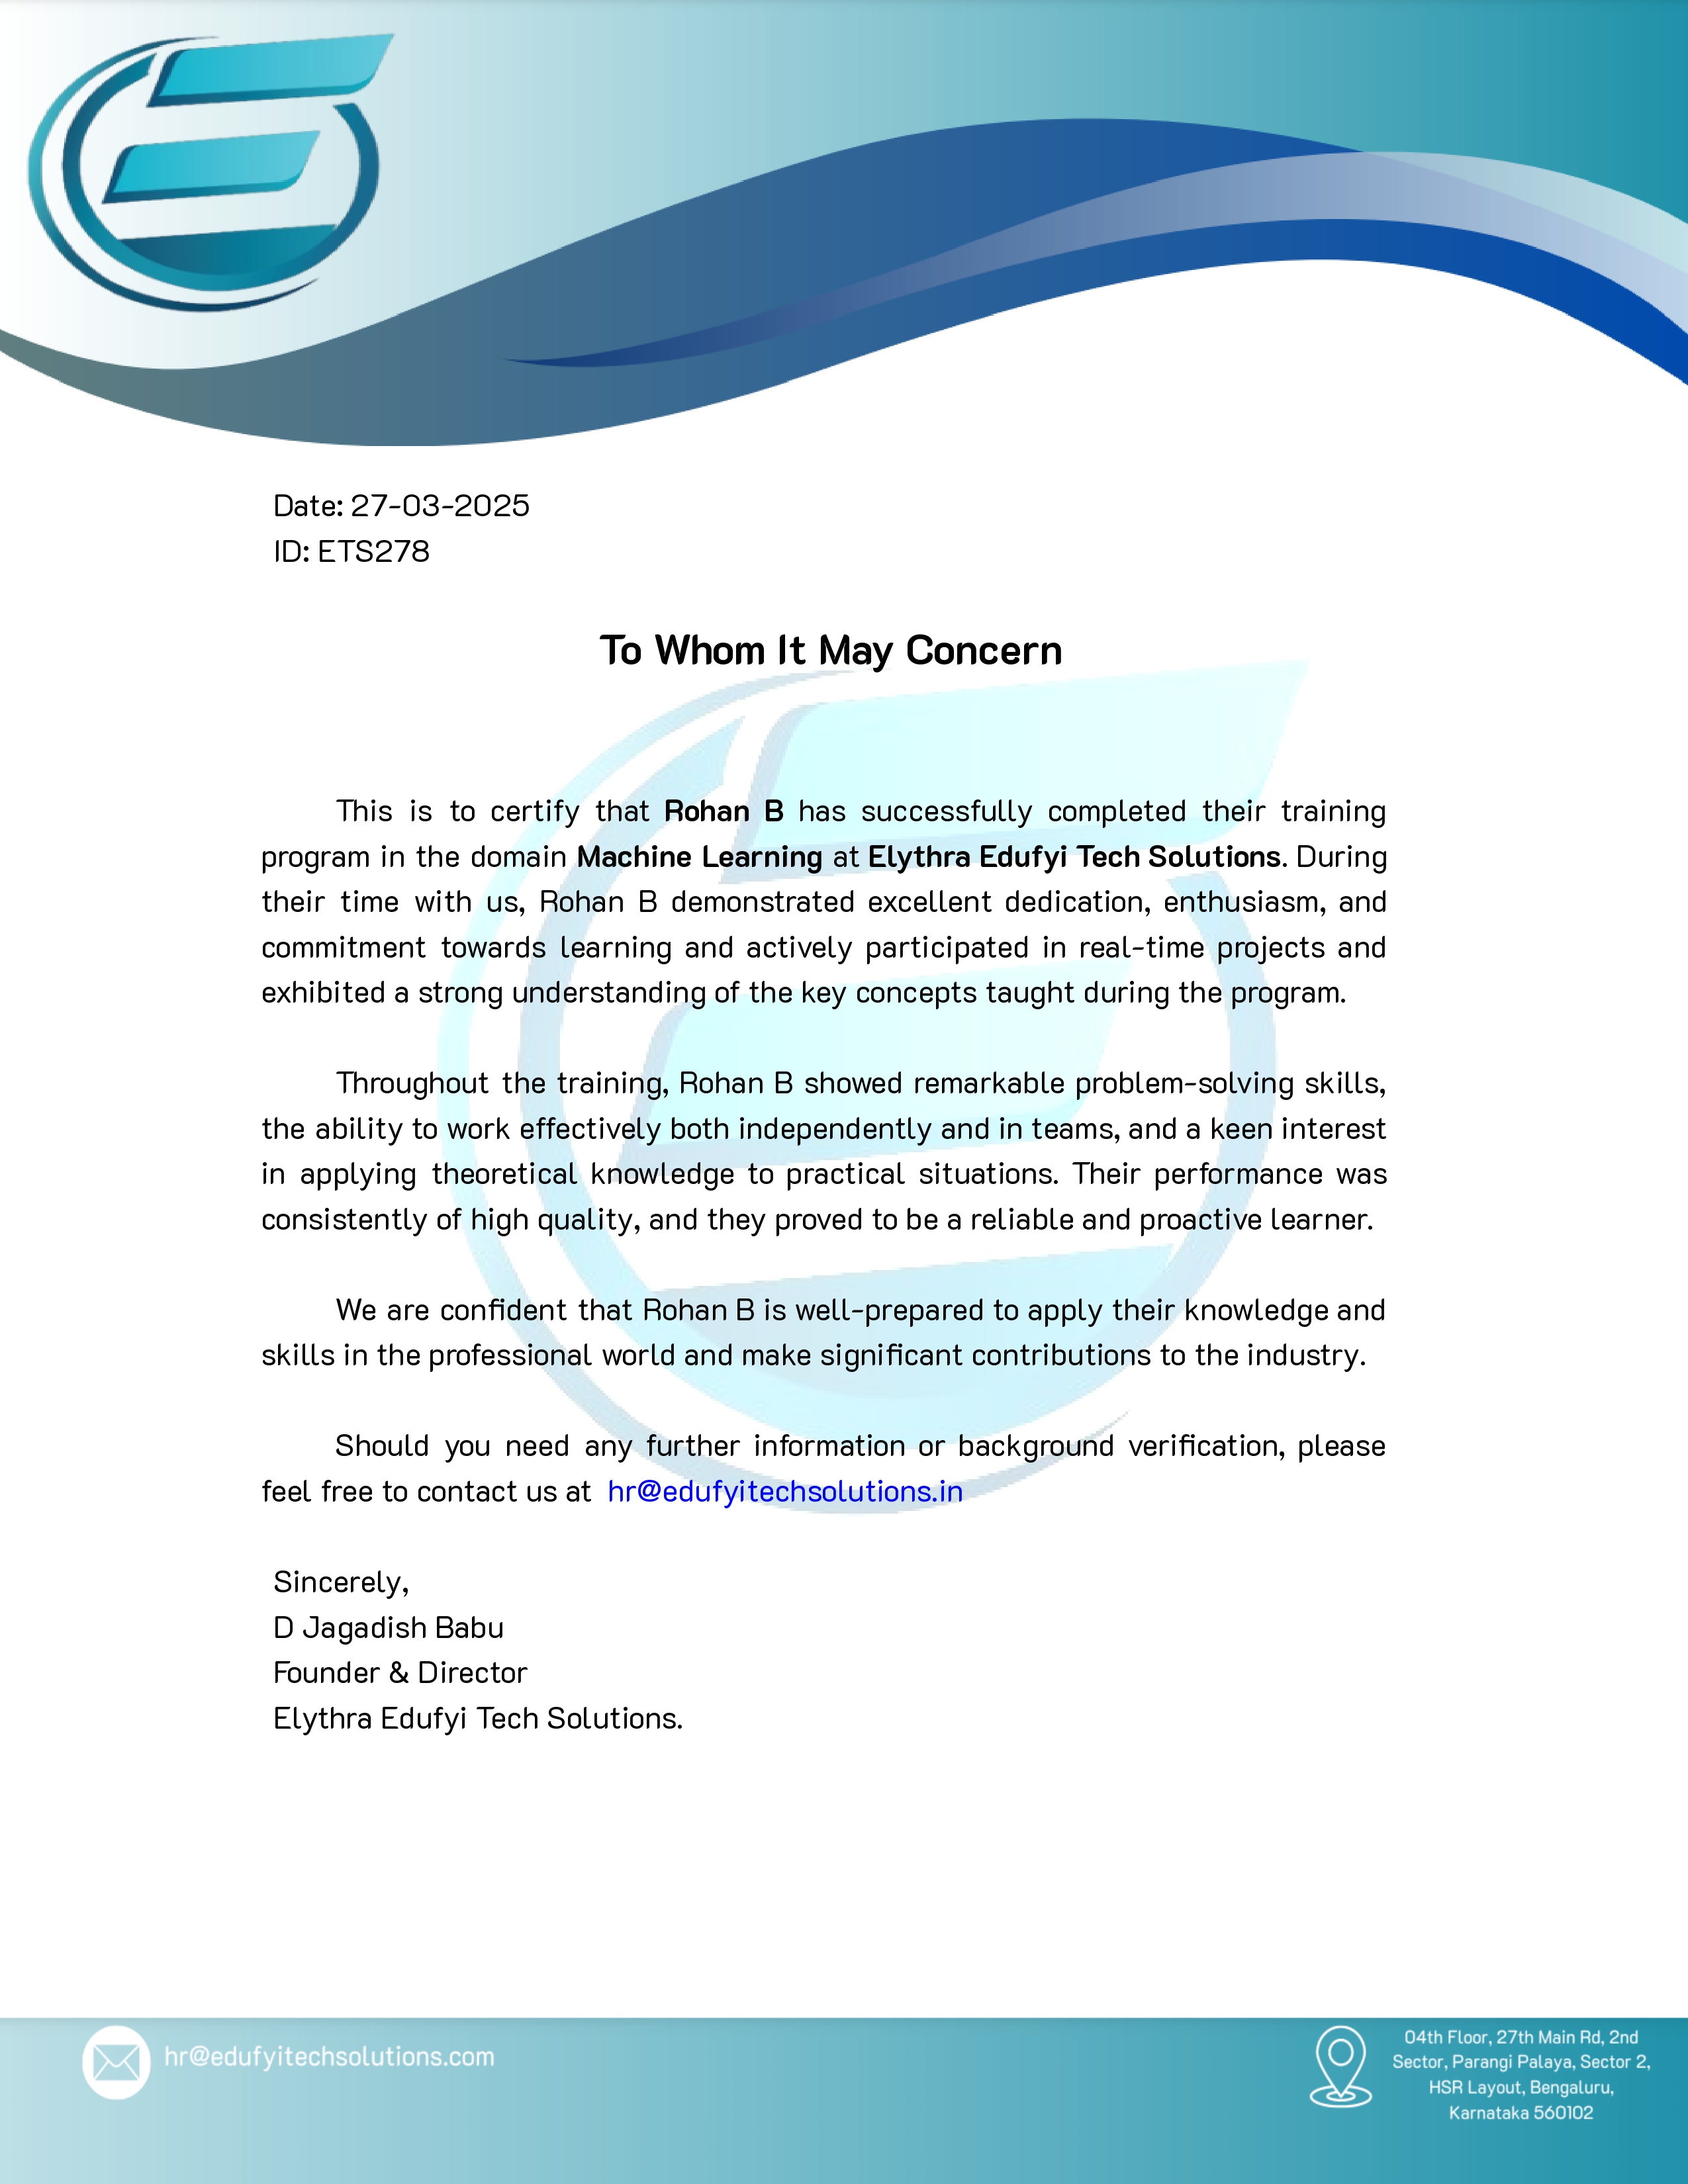 Date: 27-03-2025
ID: ETS278
To Whom It May Concern
This is to certify that Rohan B has successfully completed their training
program in the domain Machine Learning at Elythra Edufyi Tech Solutions. During
their time with us, Rohan B demonstrated excellent dedication, enthusiasm, and
commitment towards learning and actively participated in real-time projects and
exhibited a strong understanding of the key concepts taught during the program.
Throughout the training, Rohan B showed remarkable problem-solving skills,
the ability to work effectively both independently and in teams, and a keen interest
in applying theoretical knowledge to practical situations. Their performance was
consistently of high quality, and they proved to be a reliable and proactive learner.
We are confident that Rohan B is well-prepared to apply their knowledge and
skills in the professional world and make significant contributions to the industry.
Should you need any further information or background verification, please
feel free to contact us at hr@edufyitechsolutions.in
Sincerely,
D Jagadish Babu
Founder & Director
Elythra Edufyi Tech Solutions.
hr@edufyitechsolutions.com
04th Floor, 27th Main Rd, 2nd
Sector, Parangi Palaya, Sector 2,
HSR Layout, Bengaluru,
Karnataka 560102